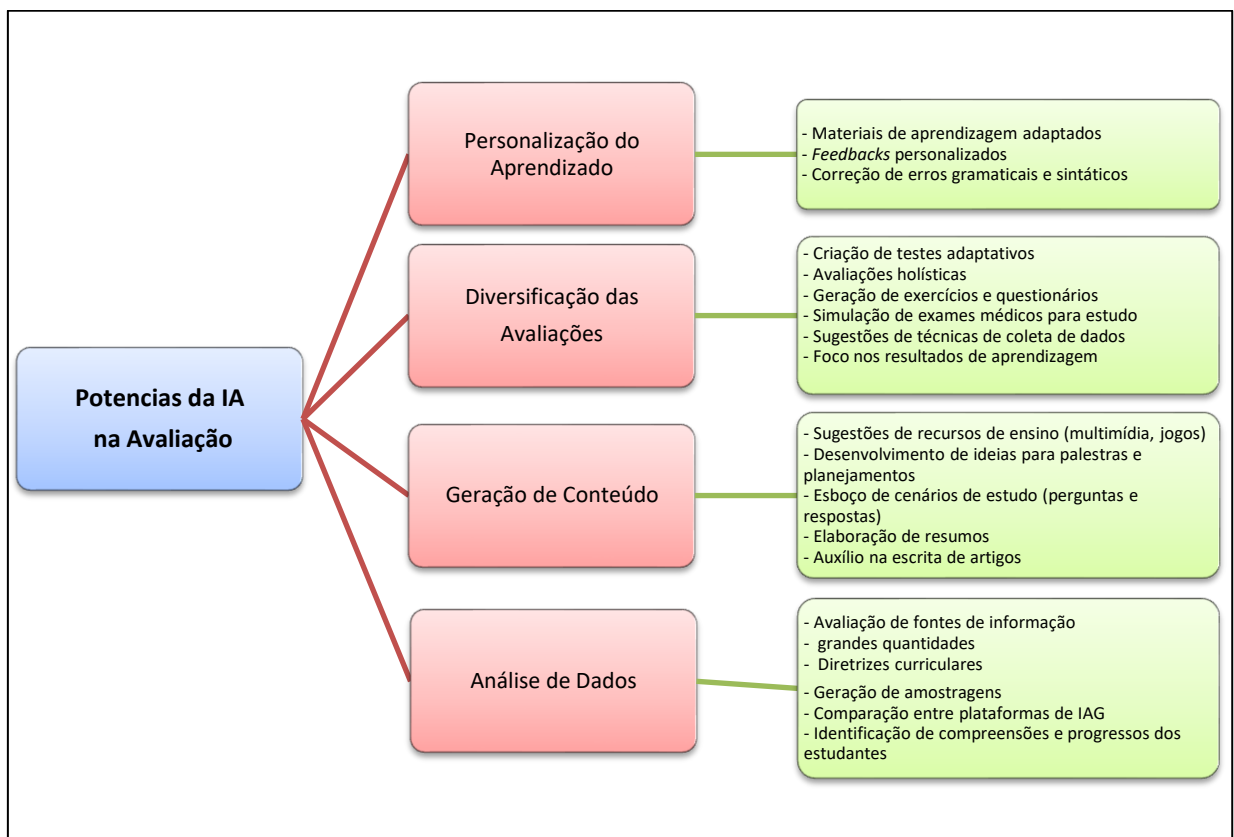 Potencias da IA
na Avaliação
Personalização do
Aprendizado
- Materiais de aprendizagem adaptados
- Feedbacks personalizados
- Correção de erros gramaticais e sintáticos
Diversificação das
Avaliações
- Criação de testes adaptativos
- Avaliações holísticas
- Geração de exercícios e questionários
- Simulação de exames médicos para estudo
- Sugestões de técnicas de coleta de dados
- Foco nos resultados de aprendizagem
Geração de Conteúdo
- Sugestões de recursos de ensino (multimídia, jogos)
- Desenvolvimento de ideias para palestras e
planejamentos
- Esboço de cenários de estudo (perguntas e
respostas)
- Elaboração de resumos
- Auxílio na escrita de artigos
Análise de Dados
- Avaliação de fontes de informação
- grandes quantidades
- Diretrizes curriculares
- Geração de amostragens
- Comparação entre plataformas de IAG
- Identificação de compreensões e progressos dos
estudantes